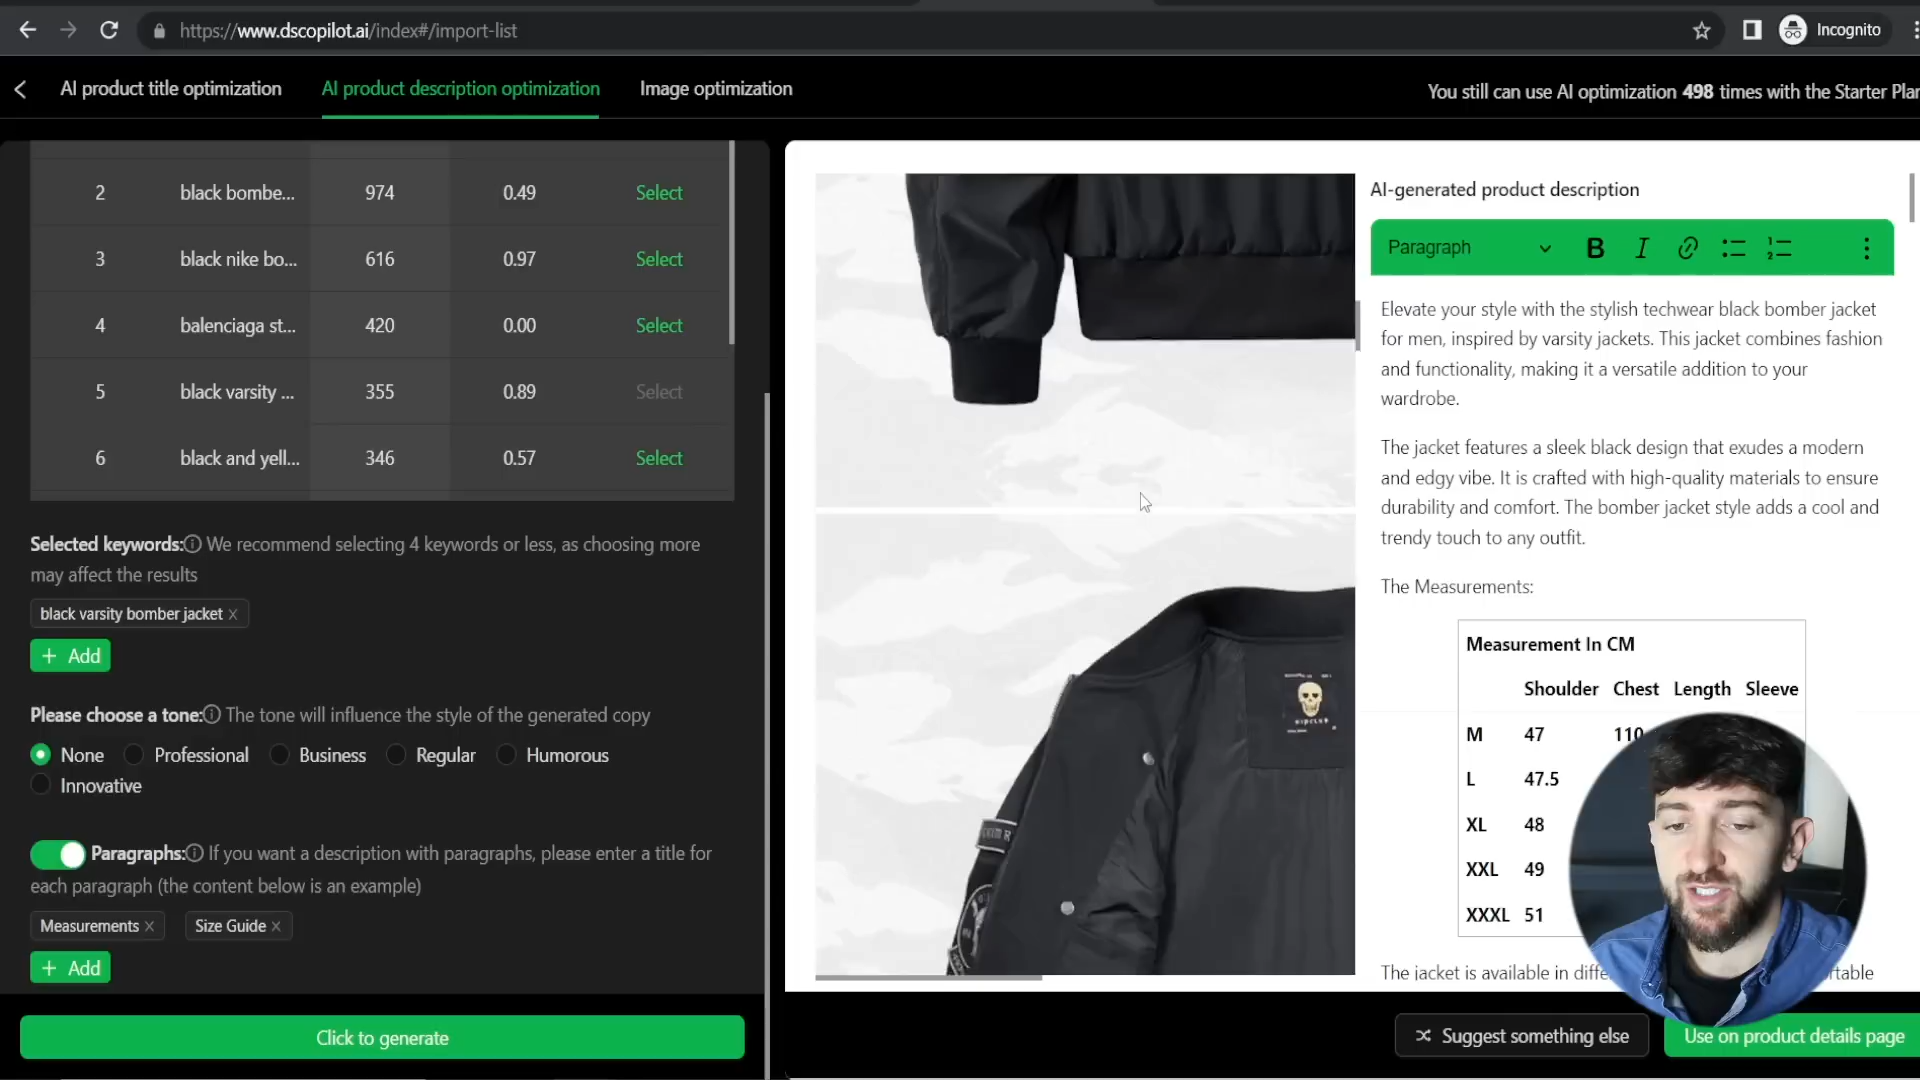 https://www.dscopilot.ai/index#/import-list
Incognito
AI product title optimization
AI product description optimization
Image optimization
You still can use AI optimization 498 times with the Starter Plan
2 black bombe... 974 0.49 Select
3 black nike bo... 616 0.97 Select
4 balenciaga st... 420 0.00 Select
5 black varsity ... 355 0.89 Select
6 black and yell... 346 0.57 Select
Selected keywords: We recommend selecting 4 keywords or less, as choosing more
may affect the results
black varsity bomber jacket ×
+ Add
Please choose a tone: The tone will influence the style of the generated copy
None Professional Business Regular Humorous
Innovative
Paragraphs: If you want a description with paragraphs, please enter a title for
each paragraph (the content below is an example)
Measurements × Size Guide ×
+ Add
Click to generate
AI-generated product description
Paragraph B I
Elevate your style with the stylish techwear black bomber jacket
for men, inspired by varsity jackets. This jacket combines fashion
and functionality, making it a versatile addition to your
wardrobe.
The jacket features a sleek black design that exudes a modern
and edgy vibe. It is crafted with high-quality materials to ensure
durability and comfort. The bomber jacket style adds a cool and
trendy touch to any outfit.
The Measurements:
Measurement In CM
Shoulder Chest Length Sleeve
M 47 110
L 47.5
XL 48
XXL 49
XXXL 51
The jacket is available in
Suggest something else
Use on product details page